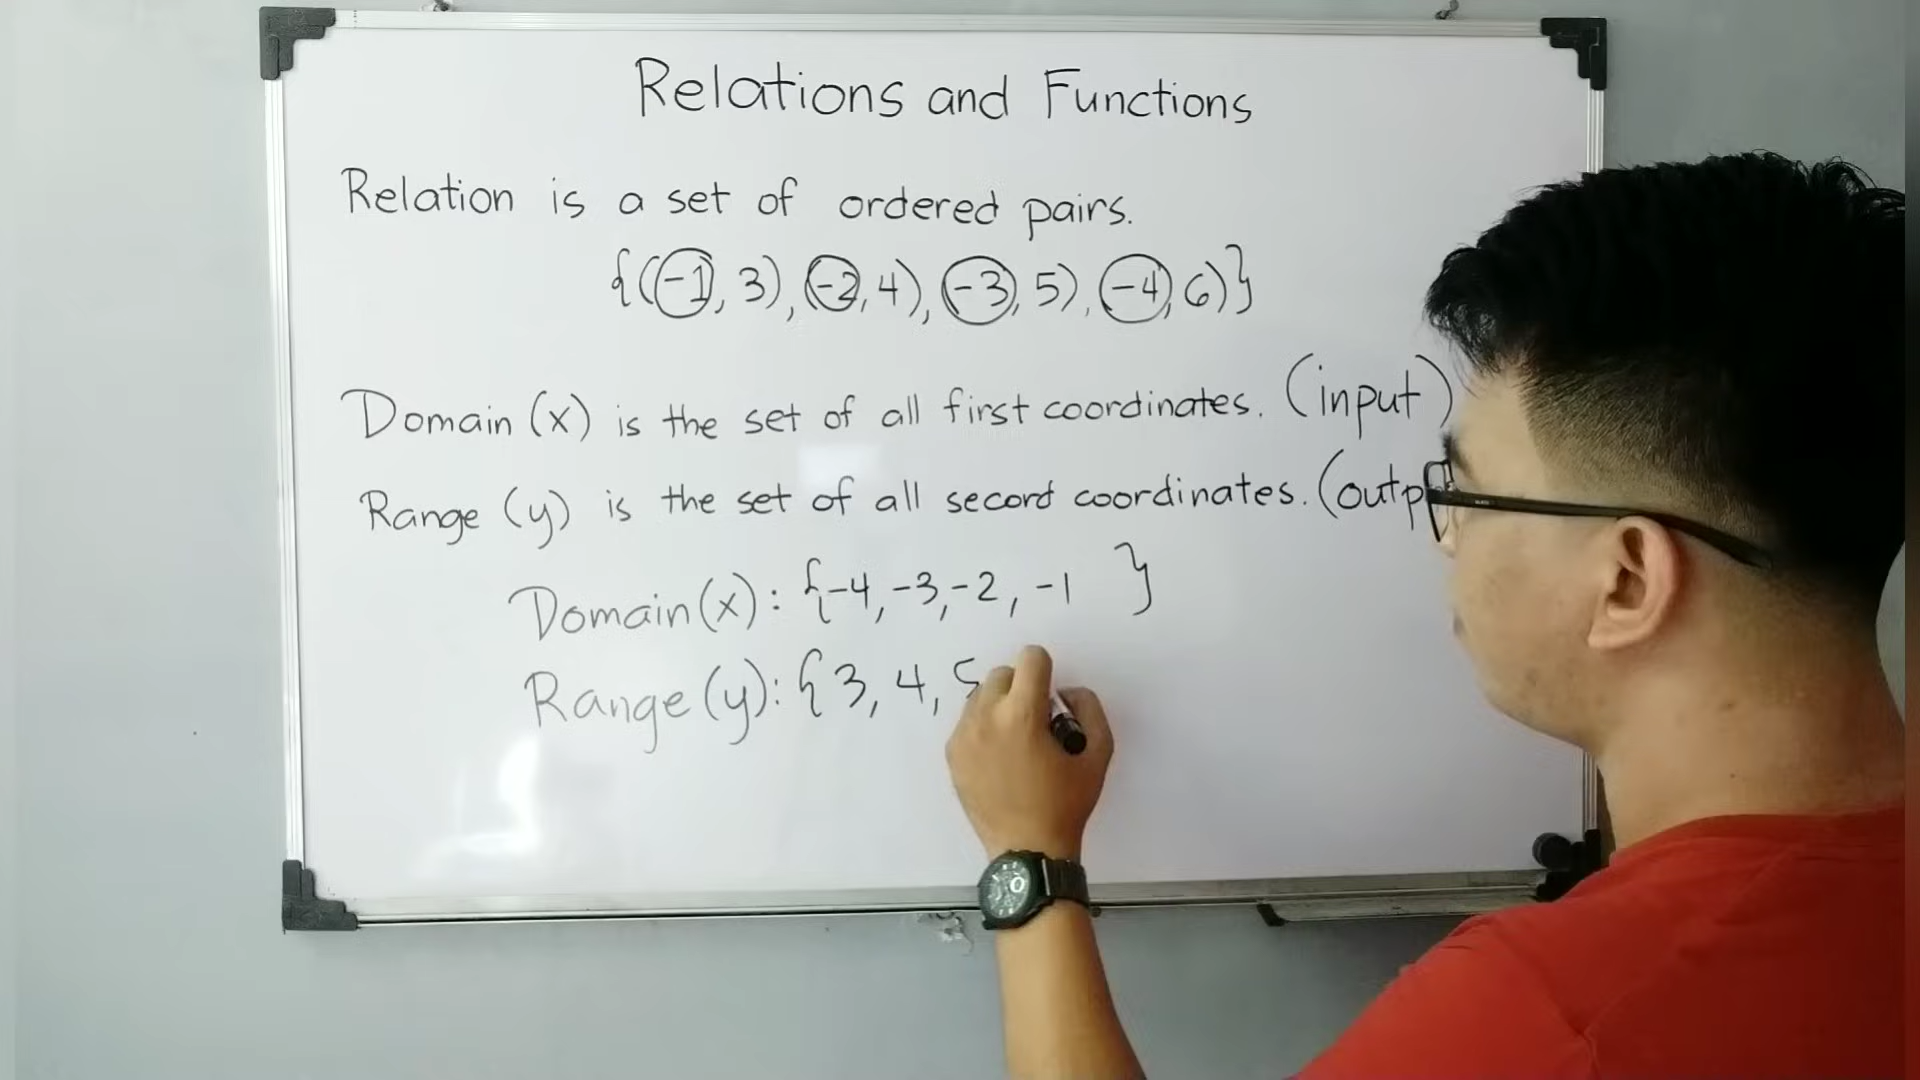 Relations and Functions
Relation is a set of ordered pairs.
{(-1, 3), (-2, 4), (-3, 5), (-4, 6)}
Domain (x) is the set of all first coordinates. (input)
Range (y) is the set of all second coordinates. (outp
Domain(x): {-4, -3, -2, -1 }
Range (y): {3, 4, 5